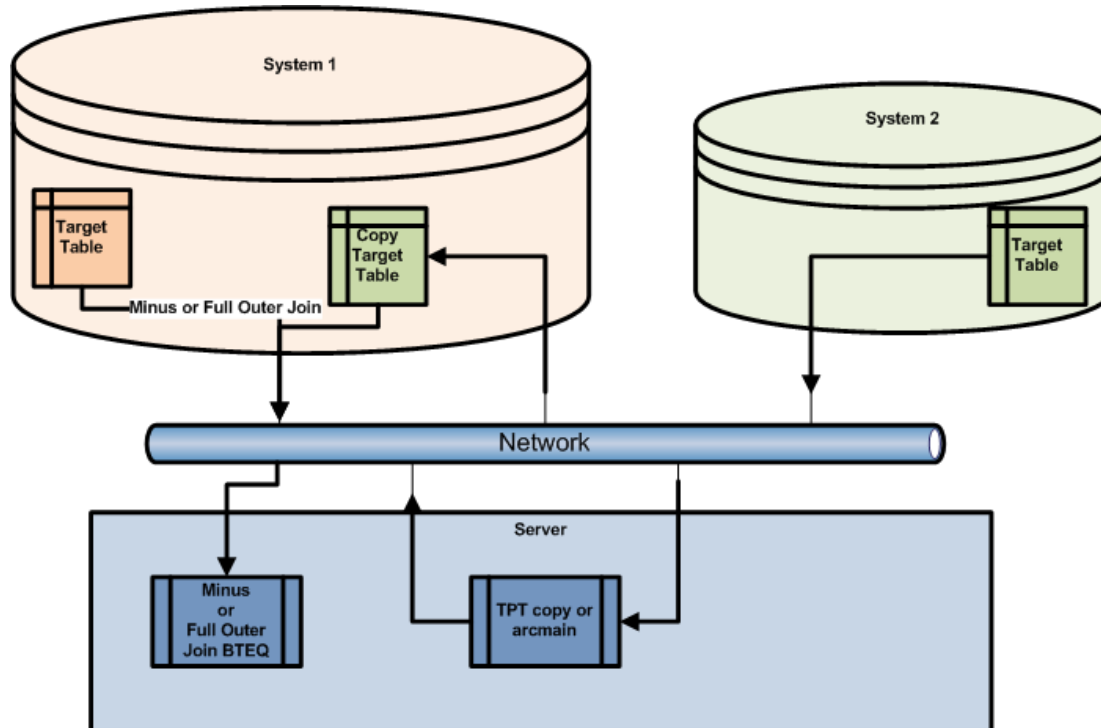 System 1
System 2
Target
Table
Copy
Target
Table
Target
Table
Minus or Full Outer Join
Network
Server
Minus
or
Full Outer
Join BTEQ
TPT copy or
arcmain